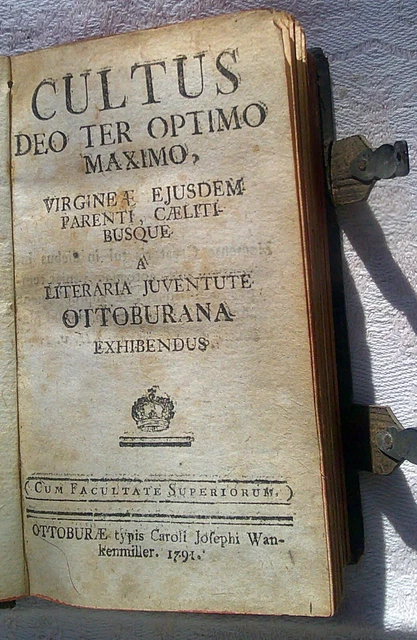 CULTUS
DEO TER OPTIMO
MAXIMO,
VIRGINEÆ EJUSDEM
PARENTI, CÆLITI-
BUSQUE
A
LITERARIA JUVENTUTE
OTTOBURANA
EXHIBENDUS
(CUM FACULTATE SUPERIORUM.)
OTTOBURÆ typis Caroli Josephi Wan-
kenmiller. 1791.